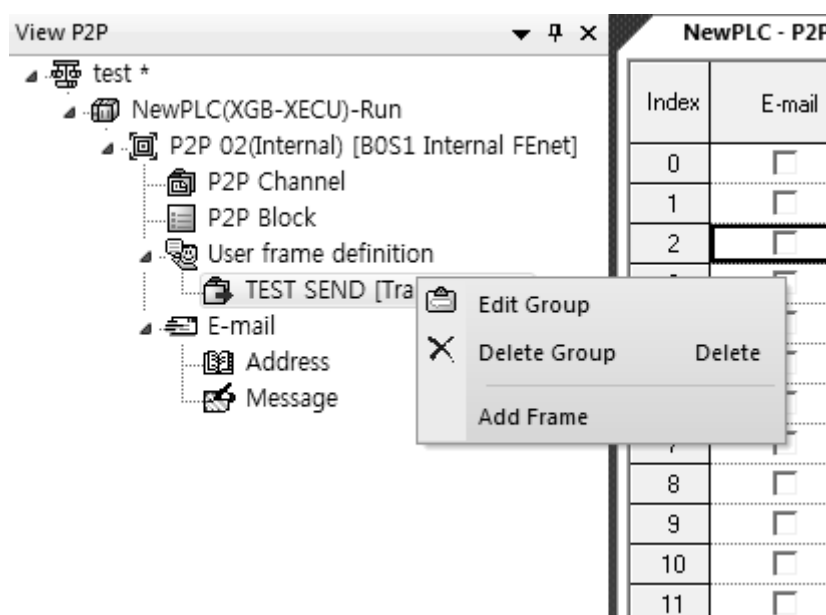 View P2P
test *
NewPLC(XGB-XECU)-Run
P2P 02(Internal) [B0S1 Internal FEnet]
P2P Channel
P2P Block
User frame definition
TEST SEND [Tra
E-mail
Address
Message
Edit Group
Delete Group Delete
Add Frame
NewPLC - P2P
Index E-mail
0
1
2
8
9
10
11